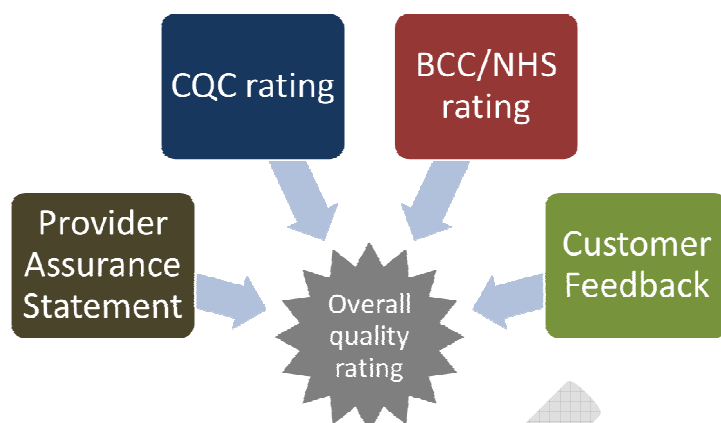 CQC rating
BCC/NHS
rating
Provider
Assurance
Statement
Customer
Feedback
Overall
quality
rating